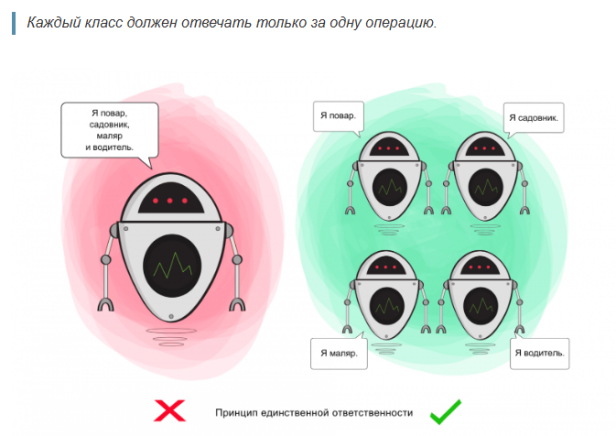 Каждый класс должен отвечать только за одну операцию.
Я повар,
садовник,
маляр
и водитель.
Я повар.
Я садовник.
Я маляр.
Я водитель.
Принцип единственной ответственности